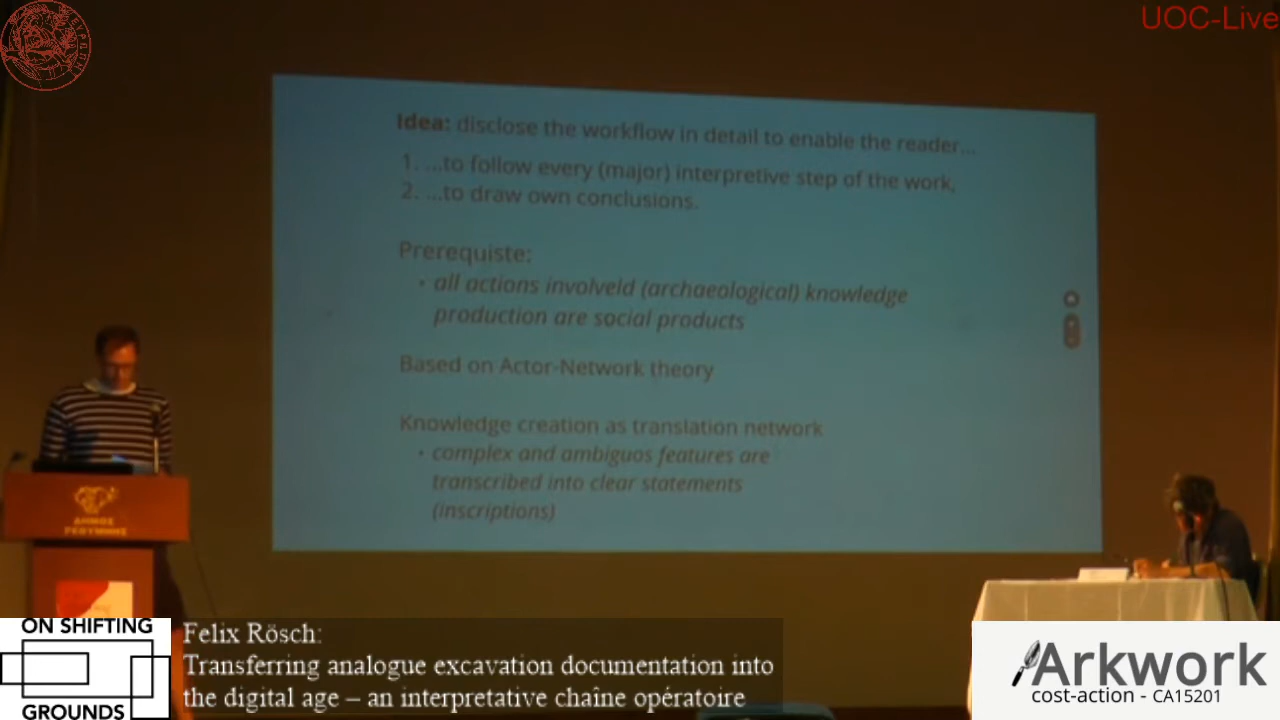 UOC-Live
Idea: disclose the workflow in detail to enable the reader...
1. ...to follow every (major) interpretive step of the work,
2. ...to draw own conclusions.
Prerequiste:
• all actions involveld (archaeological) knowledge
production are social products
Based on Actor-Network theory
Knowledge creation as translation network
• complex and ambiguos features are
transcribed into clear statements
(inscriptions)
ΔΗΜΟΣ
ΡΕΘΥΜΝΗΣ
ON SHIFTING
GROUNDS
Felix Rösch:
Transferring analogue excavation documentation into
the digital age – an interpretative chaîne opératoire
Arkwork
cost-action - CA15201